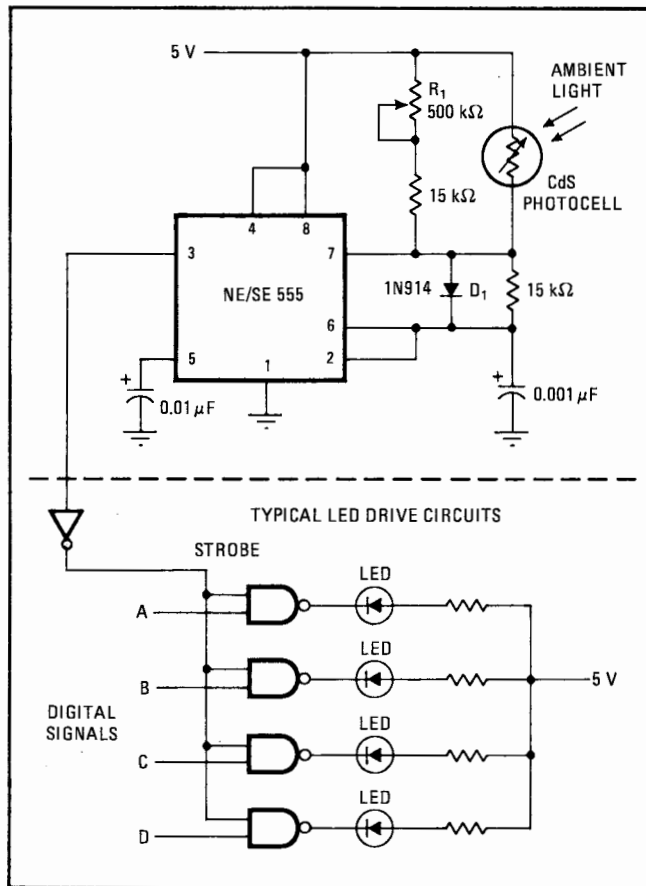 5 V
R₁
500 kΩ
AMBIENT
LIGHT
15 kΩ
CdS
PHOTOCELL
4
8
3
7
NE/SE 555
1N914
D₁
15 kΩ
6
5
1
2
+
0.01 µF
+
0.001 µF
TYPICAL LED DRIVE CIRCUITS
STROBE
LED
A
LED
B
5 V
DIGITAL
SIGNALS
LED
C
LED
D